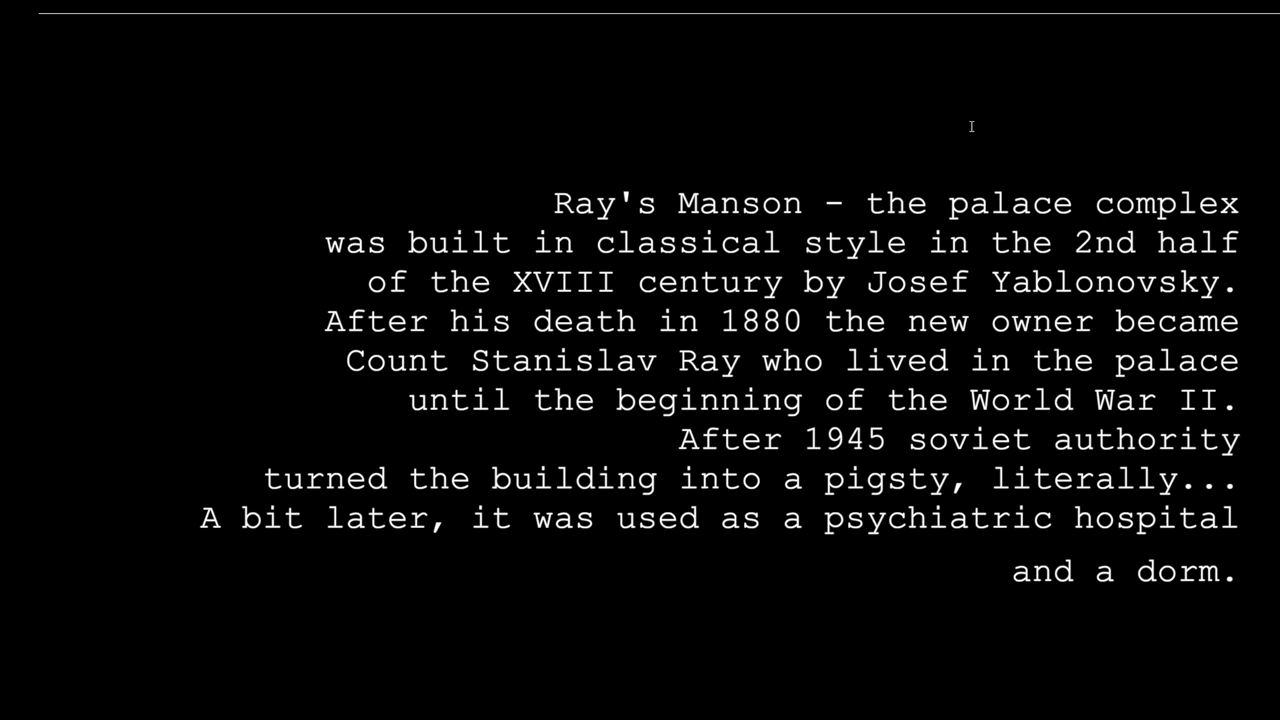 Ray's Manson - the palace complex
was built in classical style in the 2nd half
of the XVIII century by Josef Yablonovsky.
After his death in 1880 the new owner became
Count Stanislav Ray who lived in the palace
until the beginning of the World War II.
After 1945 soviet authority
turned the building into a pigsty, literally...
A bit later, it was used as a psychiatric hospital
and a dorm.